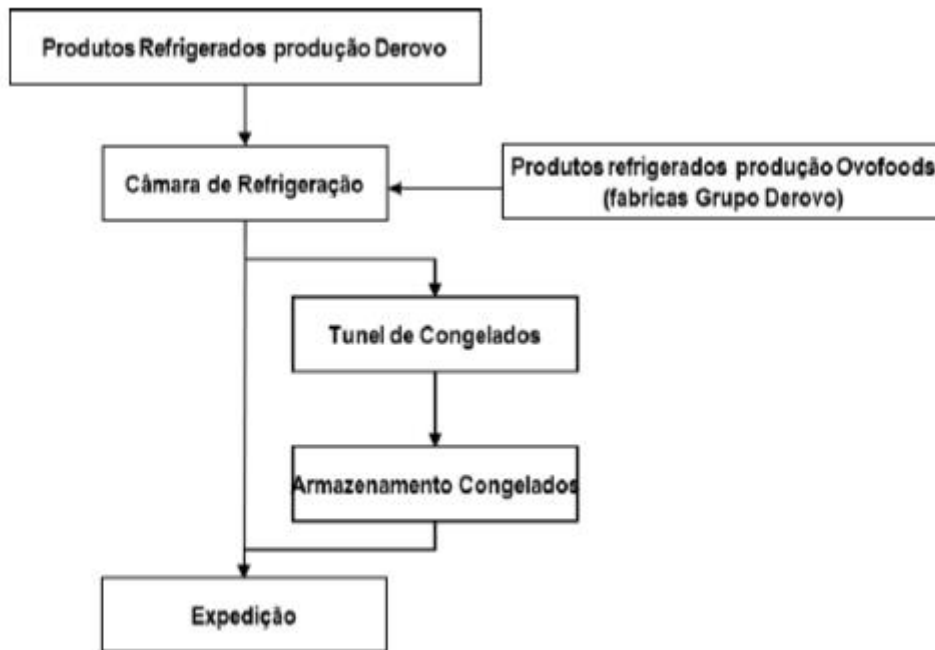 Produtos Refrigerados produção Derovo
Câmara de Refrigeração
Produtos refrigerados produção Ovofoods
(fabricas Grupo Derovo)
Tunel de Congelados
Armazenamento Congelados
Expedição